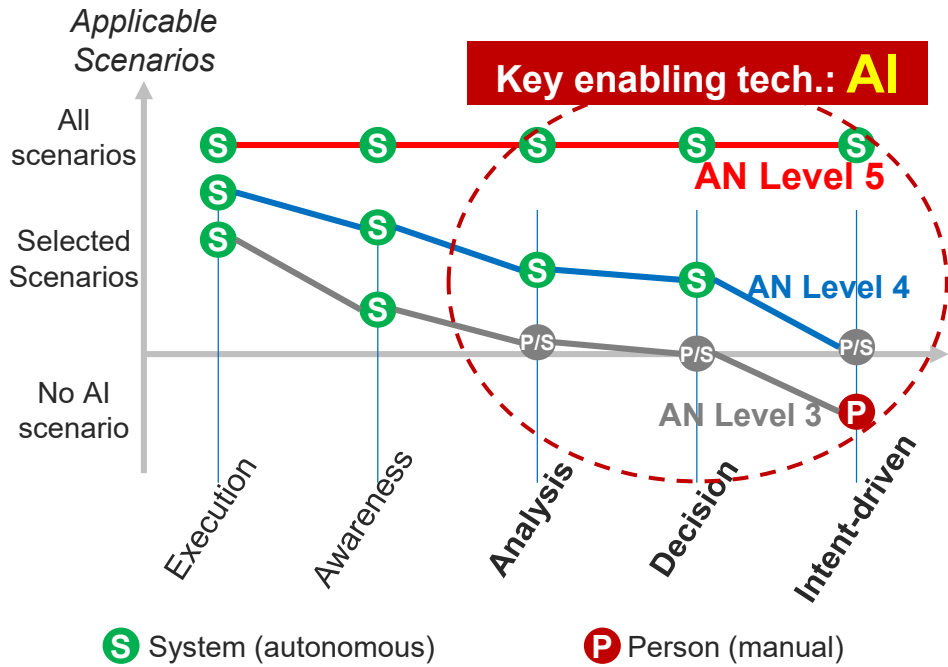 Applicable
Scenarios
Key enabling tech.: AI
All
scenarios
S S S S S
AN Level 5
S
S
Selected
Scenarios
S
S
S
S
AN Level 4
P/S
P/S
P/S
No AI
scenario
AN Level 3
P
Execution
Awareness
Analysis
Decision
Intent-driven
S System (autonomous)
P Person (manual)